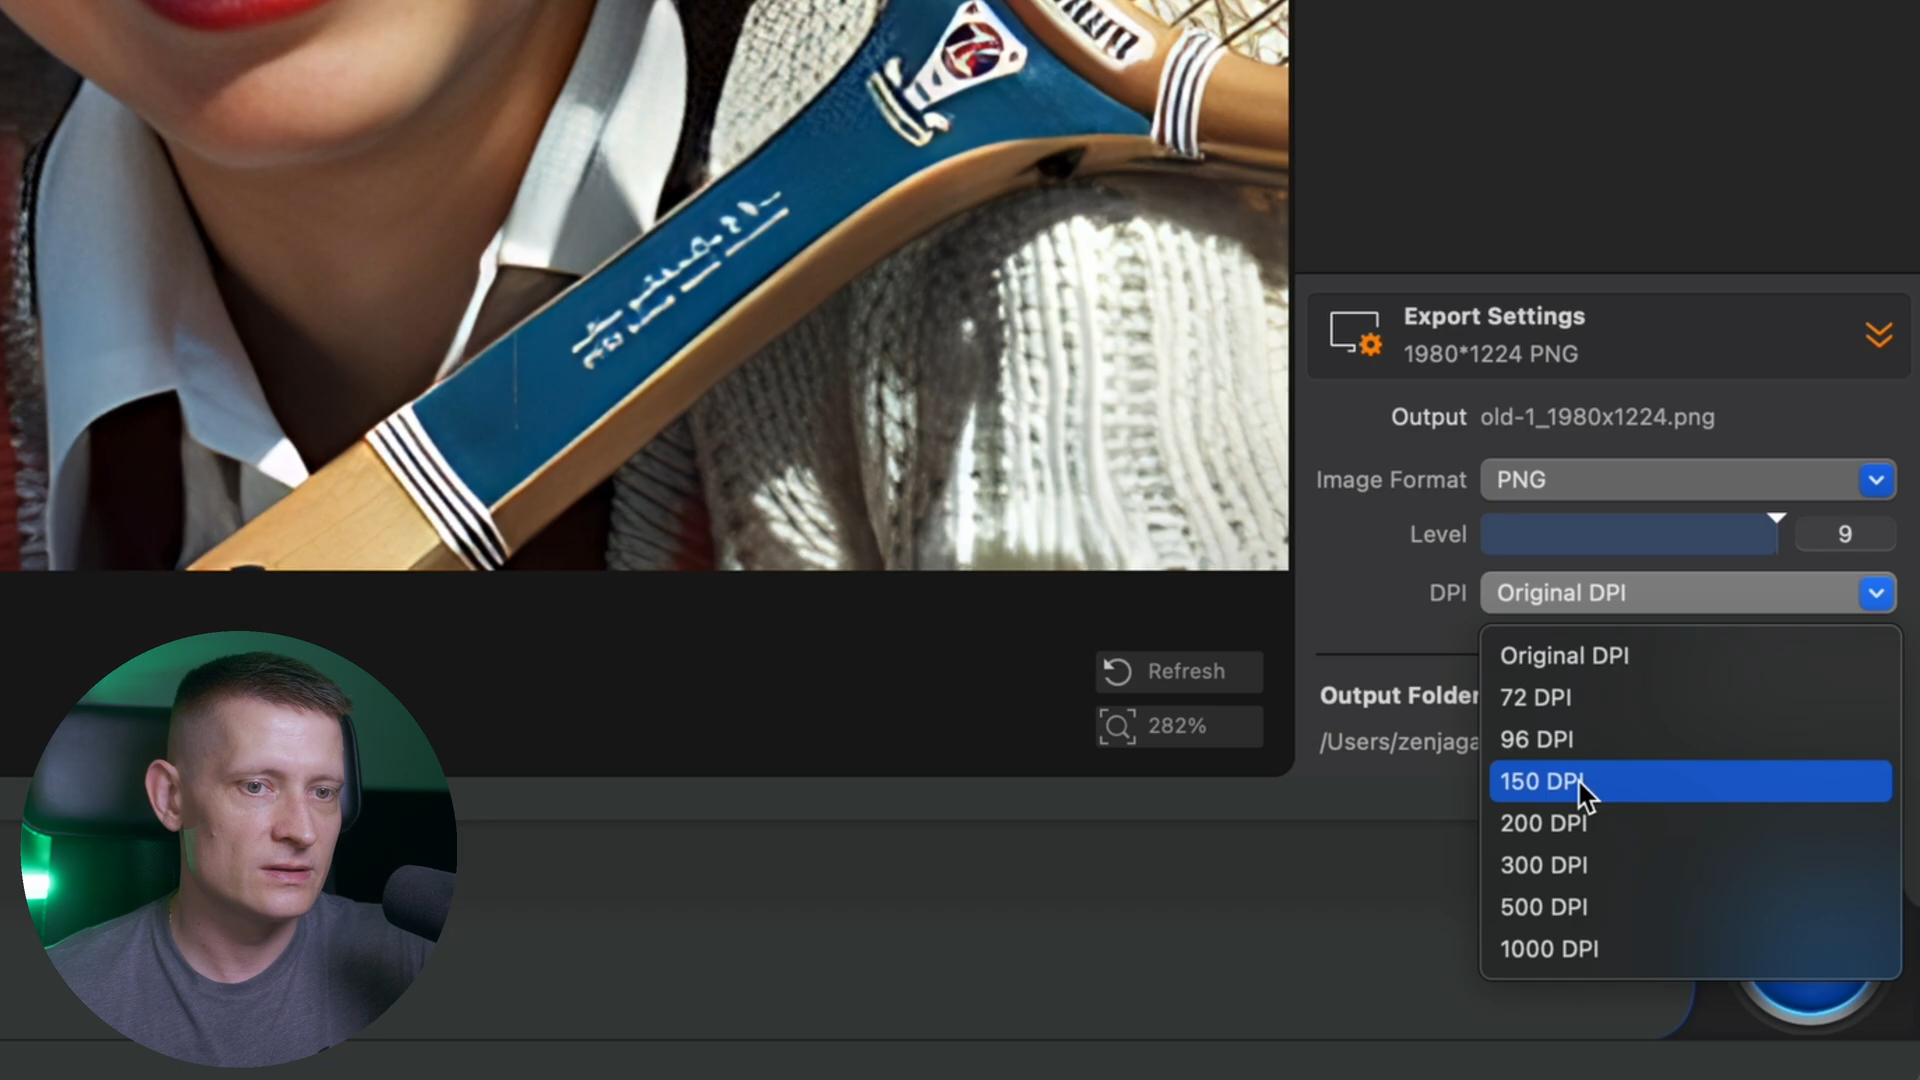 Export Settings
1980*1224 PNG
Output old-1_1980x1224.png
Image Format PNG
Level 9
DPI Original DPI
Original DPI
72 DPI
96 DPI
150 DPI
200 DPI
300 DPI
500 DPI
1000 DPI
Output Folder
/Users/zenjaga
Refresh
282%